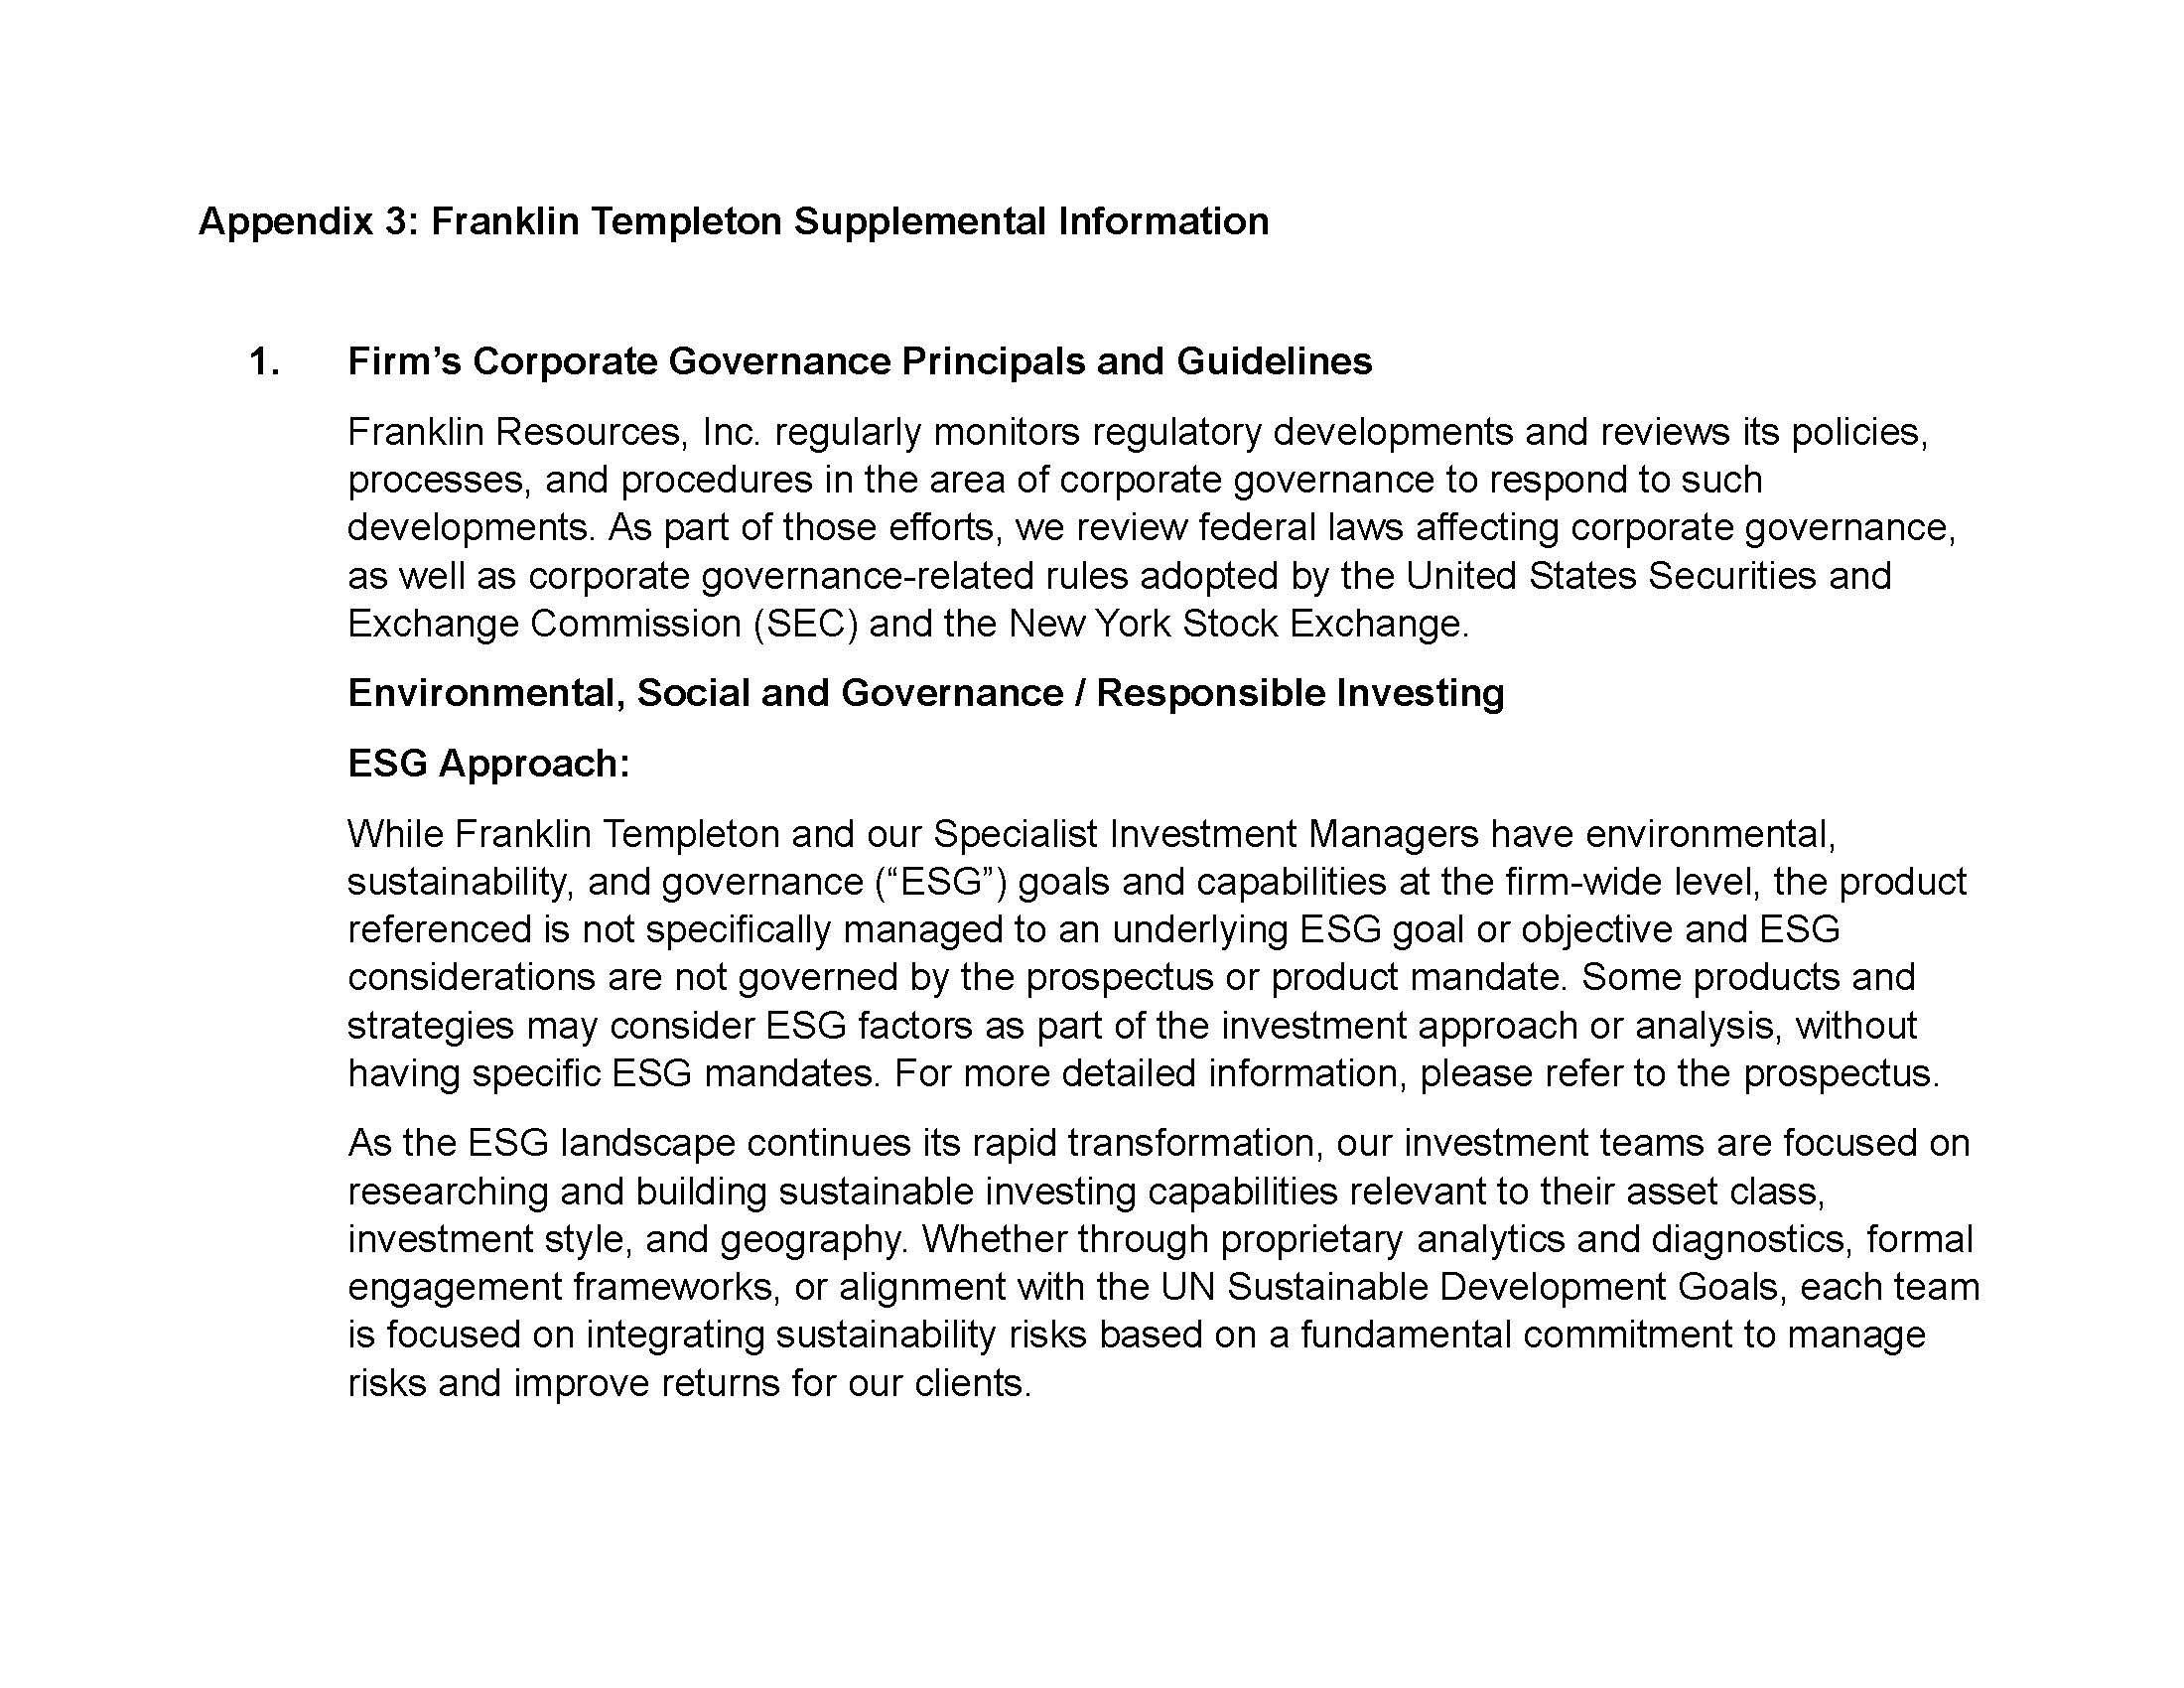 Appendix 3: Franklin Templeton Supplemental Information
1. Firm’s Corporate Governance Principals and Guidelines
Franklin Resources, Inc. regularly monitors regulatory developments and reviews its policies,
processes, and procedures in the area of corporate governance to respond to such
developments. As part of those efforts, we review federal laws affecting corporate governance,
as well as corporate governance-related rules adopted by the United States Securities and
Exchange Commission (SEC) and the New York Stock Exchange.
Environmental, Social and Governance / Responsible Investing
ESG Approach:
While Franklin Templeton and our Specialist Investment Managers have environmental,
sustainability, and governance (“ESG”) goals and capabilities at the firm-wide level, the product
referenced is not specifically managed to an underlying ESG goal or objective and ESG
considerations are not governed by the prospectus or product mandate. Some products and
strategies may consider ESG factors as part of the investment approach or analysis, without
having specific ESG mandates. For more detailed information, please refer to the prospectus.
As the ESG landscape continues its rapid transformation, our investment teams are focused on
researching and building sustainable investing capabilities relevant to their asset class,
investment style, and geography. Whether through proprietary analytics and diagnostics, formal
engagement frameworks, or alignment with the UN Sustainable Development Goals, each team
is focused on integrating sustainability risks based on a fundamental commitment to manage
risks and improve returns for our clients.